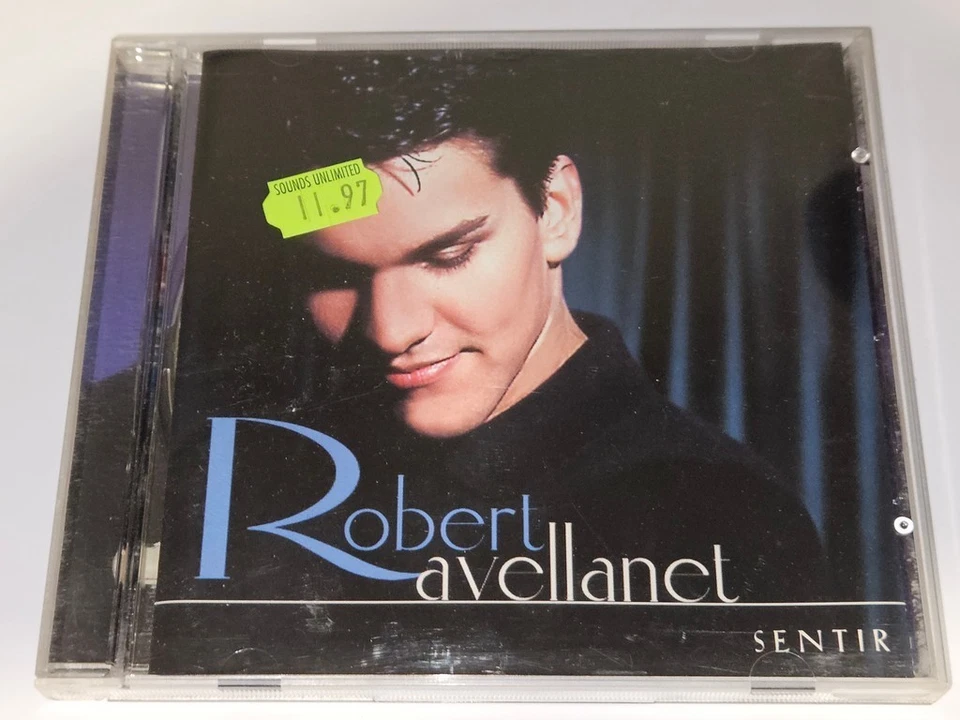 SOUNDS UNLIMITED
11.97
Robert
avellanet
SENTIR